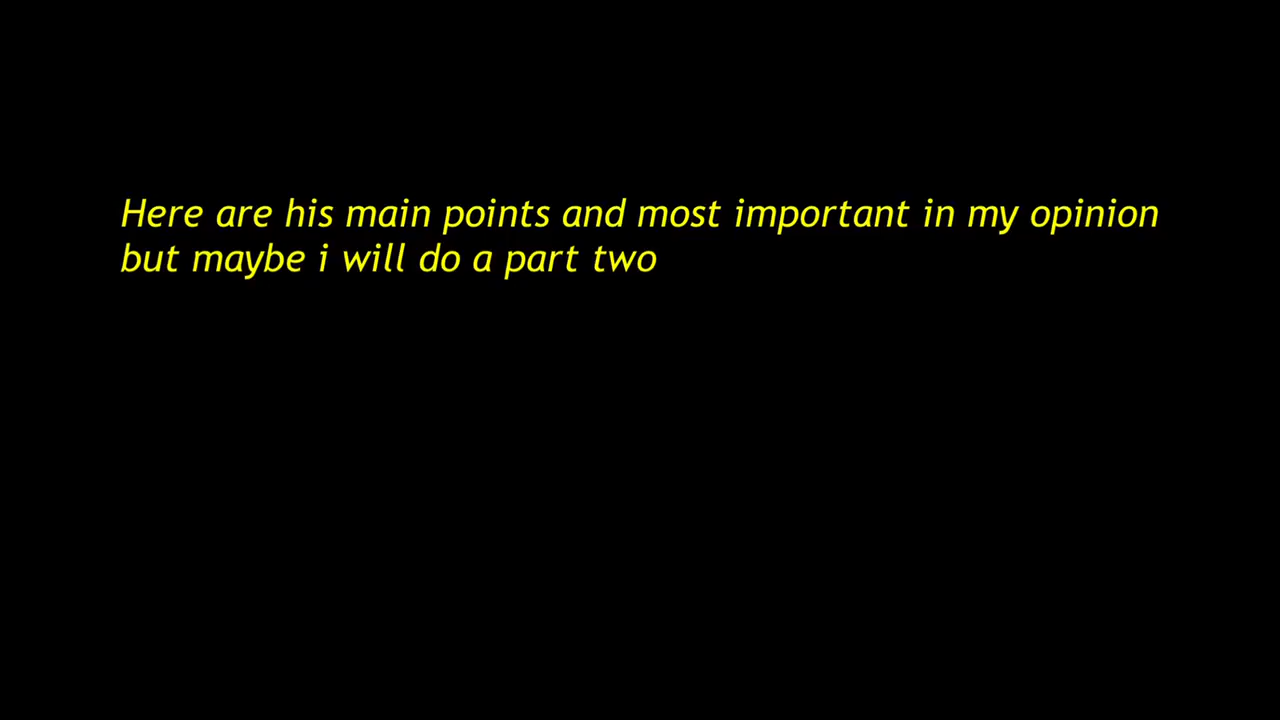 Here are his main points and most important in my opinion
but maybe i will do a part two